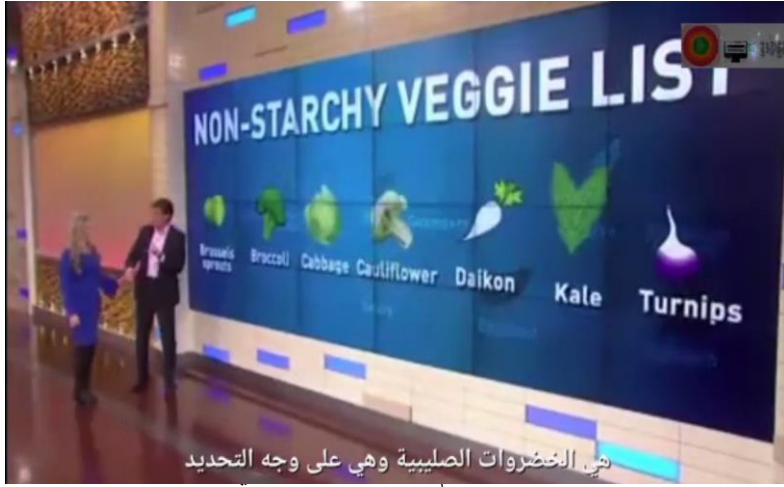 NON-STARCHY VEGGIE LIST
Brussels sprouts
Broccoli
Cabbage
Cauliflower
Daikon
Kale
Turnips
هي الخضروات الصليبية وهي على وجه التحديد